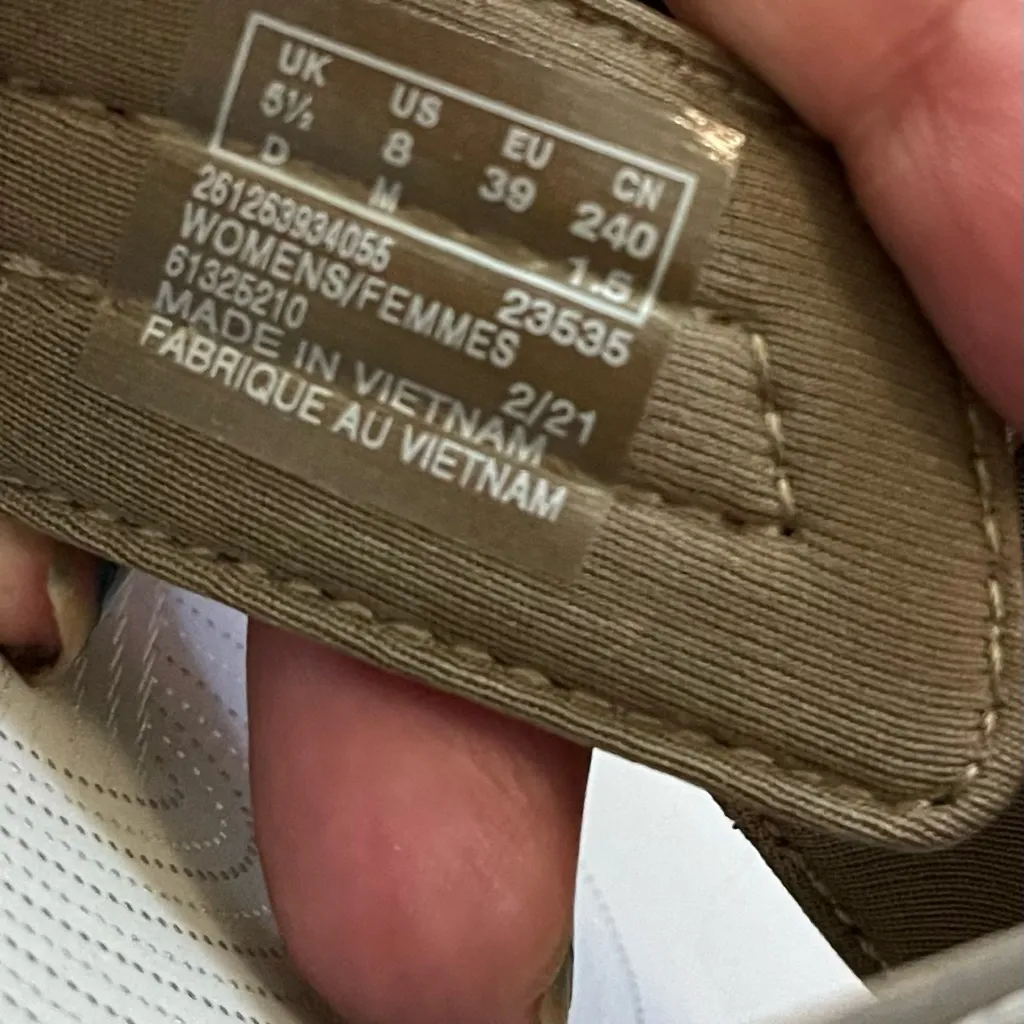 UK US EU CN
5½ 8 39 240
D M 1.5
261263934055 23535
WOMENS/FEMMES
61325210 2/21
MADE IN VIETNAM
FABRIQUE AU VIETNAM